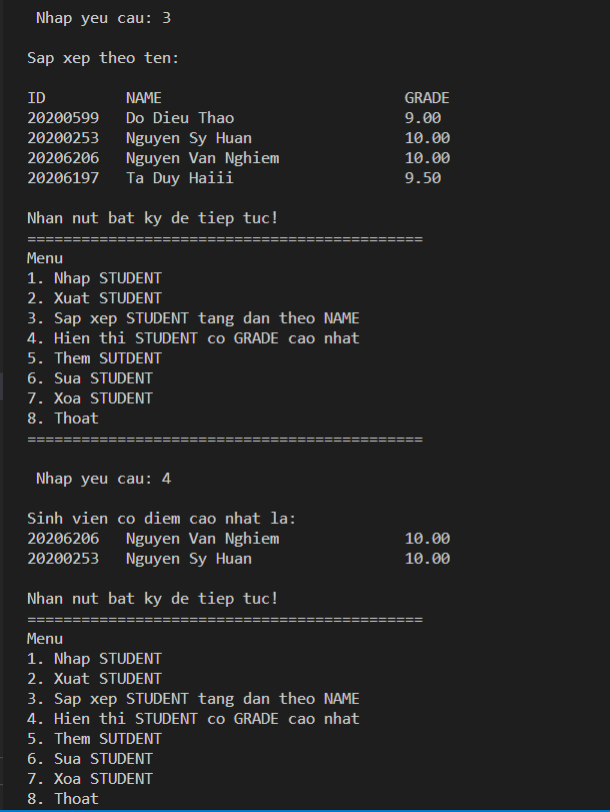 Nhap yeu cau: 3
Sap xep theo ten:
ID NAME GRADE
20200599 Do Dieu Thao 9.00
20200253 Nguyen Sy Huan 10.00
20206206 Nguyen Van Nghiem 10.00
20206197 Ta Duy Haiii 9.50
Nhan nut bat ky de tiep tuc!
============================================
Menu
1. Nhap STUDENT
2. Xuat STUDENT
3. Sap xep STUDENT tang dan theo NAME
4. Hien thi STUDENT co GRADE cao nhat
5. Them SUTDENT
6. Sua STUDENT
7. Xoa STUDENT
8. Thoat
============================================
Nhap yeu cau: 4
Sinh vien co diem cao nhat la:
20206206 Nguyen Van Nghiem 10.00
20200253 Nguyen Sy Huan 10.00
Nhan nut bat ky de tiep tuc!
============================================
Menu
1. Nhap STUDENT
2. Xuat STUDENT
3. Sap xep STUDENT tang dan theo NAME
4. Hien thi STUDENT co GRADE cao nhat
5. Them SUTDENT
6. Sua STUDENT
7. Xoa STUDENT
8. Thoat